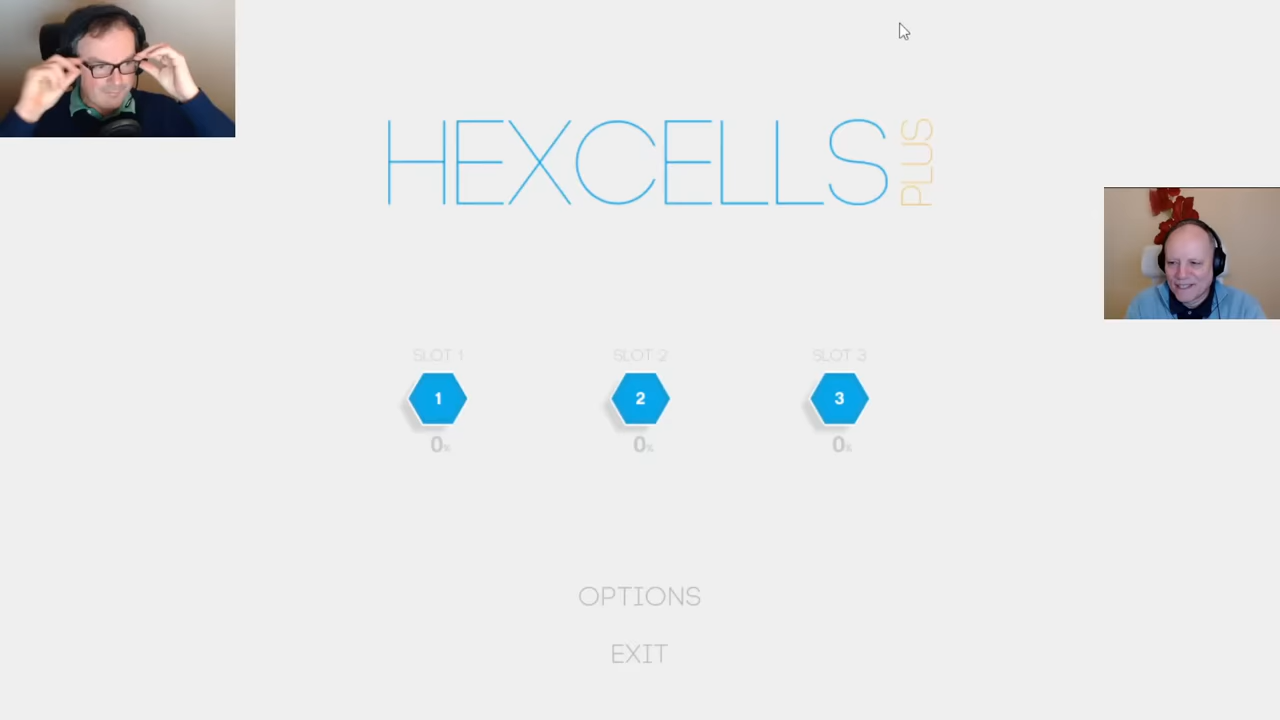 HEXCELLS PLUS
SLOT 1 SLOT 2 SLOT 3
1 2 3
0% 0% 0%
OPTIONS
EXIT